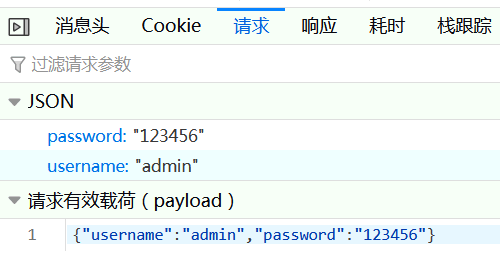 消息头 Cookie 请求 响应 耗时 栈跟踪
过滤请求参数
JSON
password: "123456"
username: "admin"
请求有效载荷（payload）
1 {"username":"admin","password":"123456"}